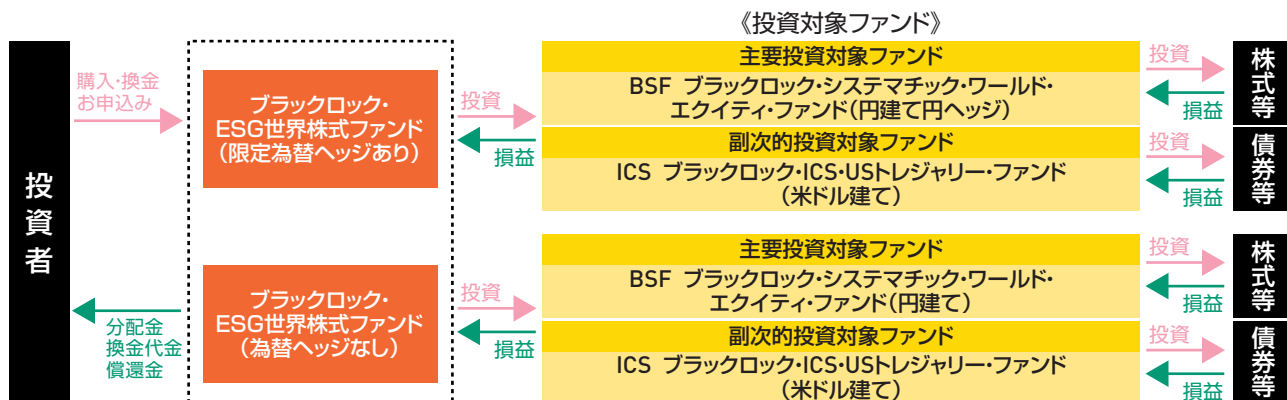 《投資対象ファンド》
投資者
購入・換金
お申込み
分配金
換金代金
償還金
ブラックロック・
ESG世界株式ファンド
（限定為替ヘッジあり）
投資
損益
主要投資対象ファンド
BSF ブラックロック・システマチック・ワールド・
エクイティ・ファンド（円建て円ヘッジ）
投資
損益
株式等
副次的投資対象ファンド
ICS ブラックロック・ICS・USトレジャリー・ファンド
（米ドル建て）
投資
損益
債券等
ブラックロック・
ESG世界株式ファンド
（為替ヘッジなし）
投資
損益
主要投資対象ファンド
BSF ブラックロック・システマチック・ワールド・
エクイティ・ファンド（円建て）
投資
損益
株式等
副次的投資対象ファンド
ICS ブラックロック・ICS・USトレジャリー・ファンド
（米ドル建て）
投資
損益
債券等